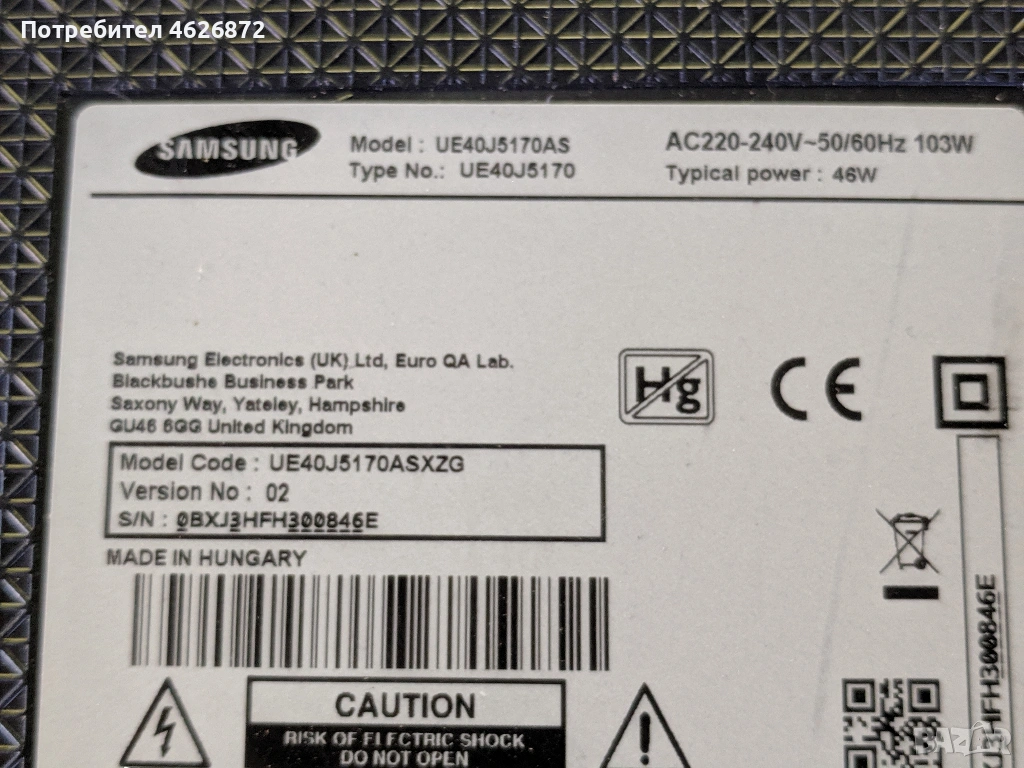 Потребител 4626872
SAMSUNG
Model : UE40J5170AS
Type No.: UE40J5170
AC220-240V~50/60Hz 103W
Typical power : 46W
Samsung Electronics (UK) Ltd, Euro QA Lab.
Blackbushe Business Park
Saxony Way, Yateley, Hampshire
GU46 6GG United Kingdom
Hg
CE
Model Code : UE40J5170ASXZG
Version No : 02
S/N : 0BXJ3HFH300846E
MADE IN HUNGARY
HFH300846E
CAUTION
RISK OF ELECTRIC SHOCK
DO NOT OPEN
BAZAR